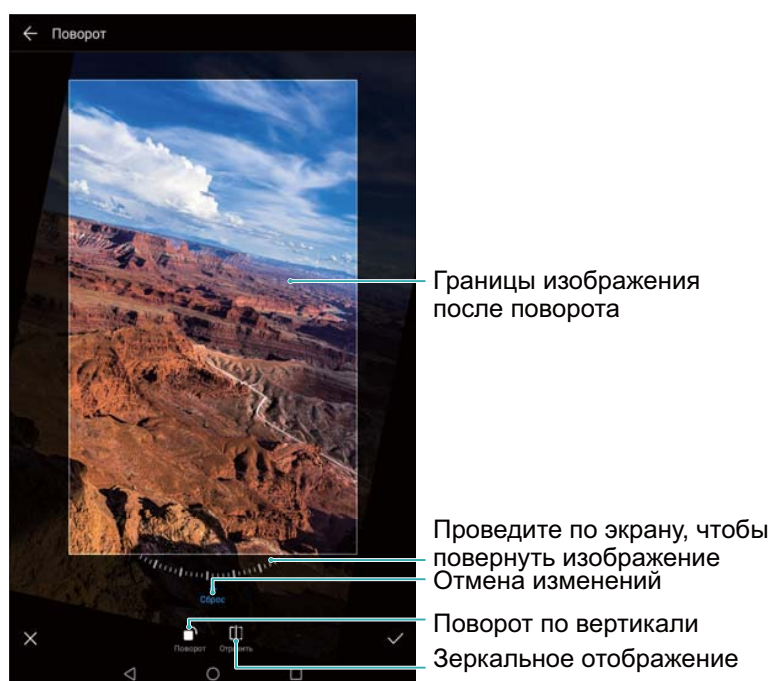 Поворот
Границы изображения
после поворота
Проведите по экрану, чтобы
повернуть изображение
Отмена изменений
Сброс
Поворот по вертикали
Поворот
Отразить
Зеркальное отображение